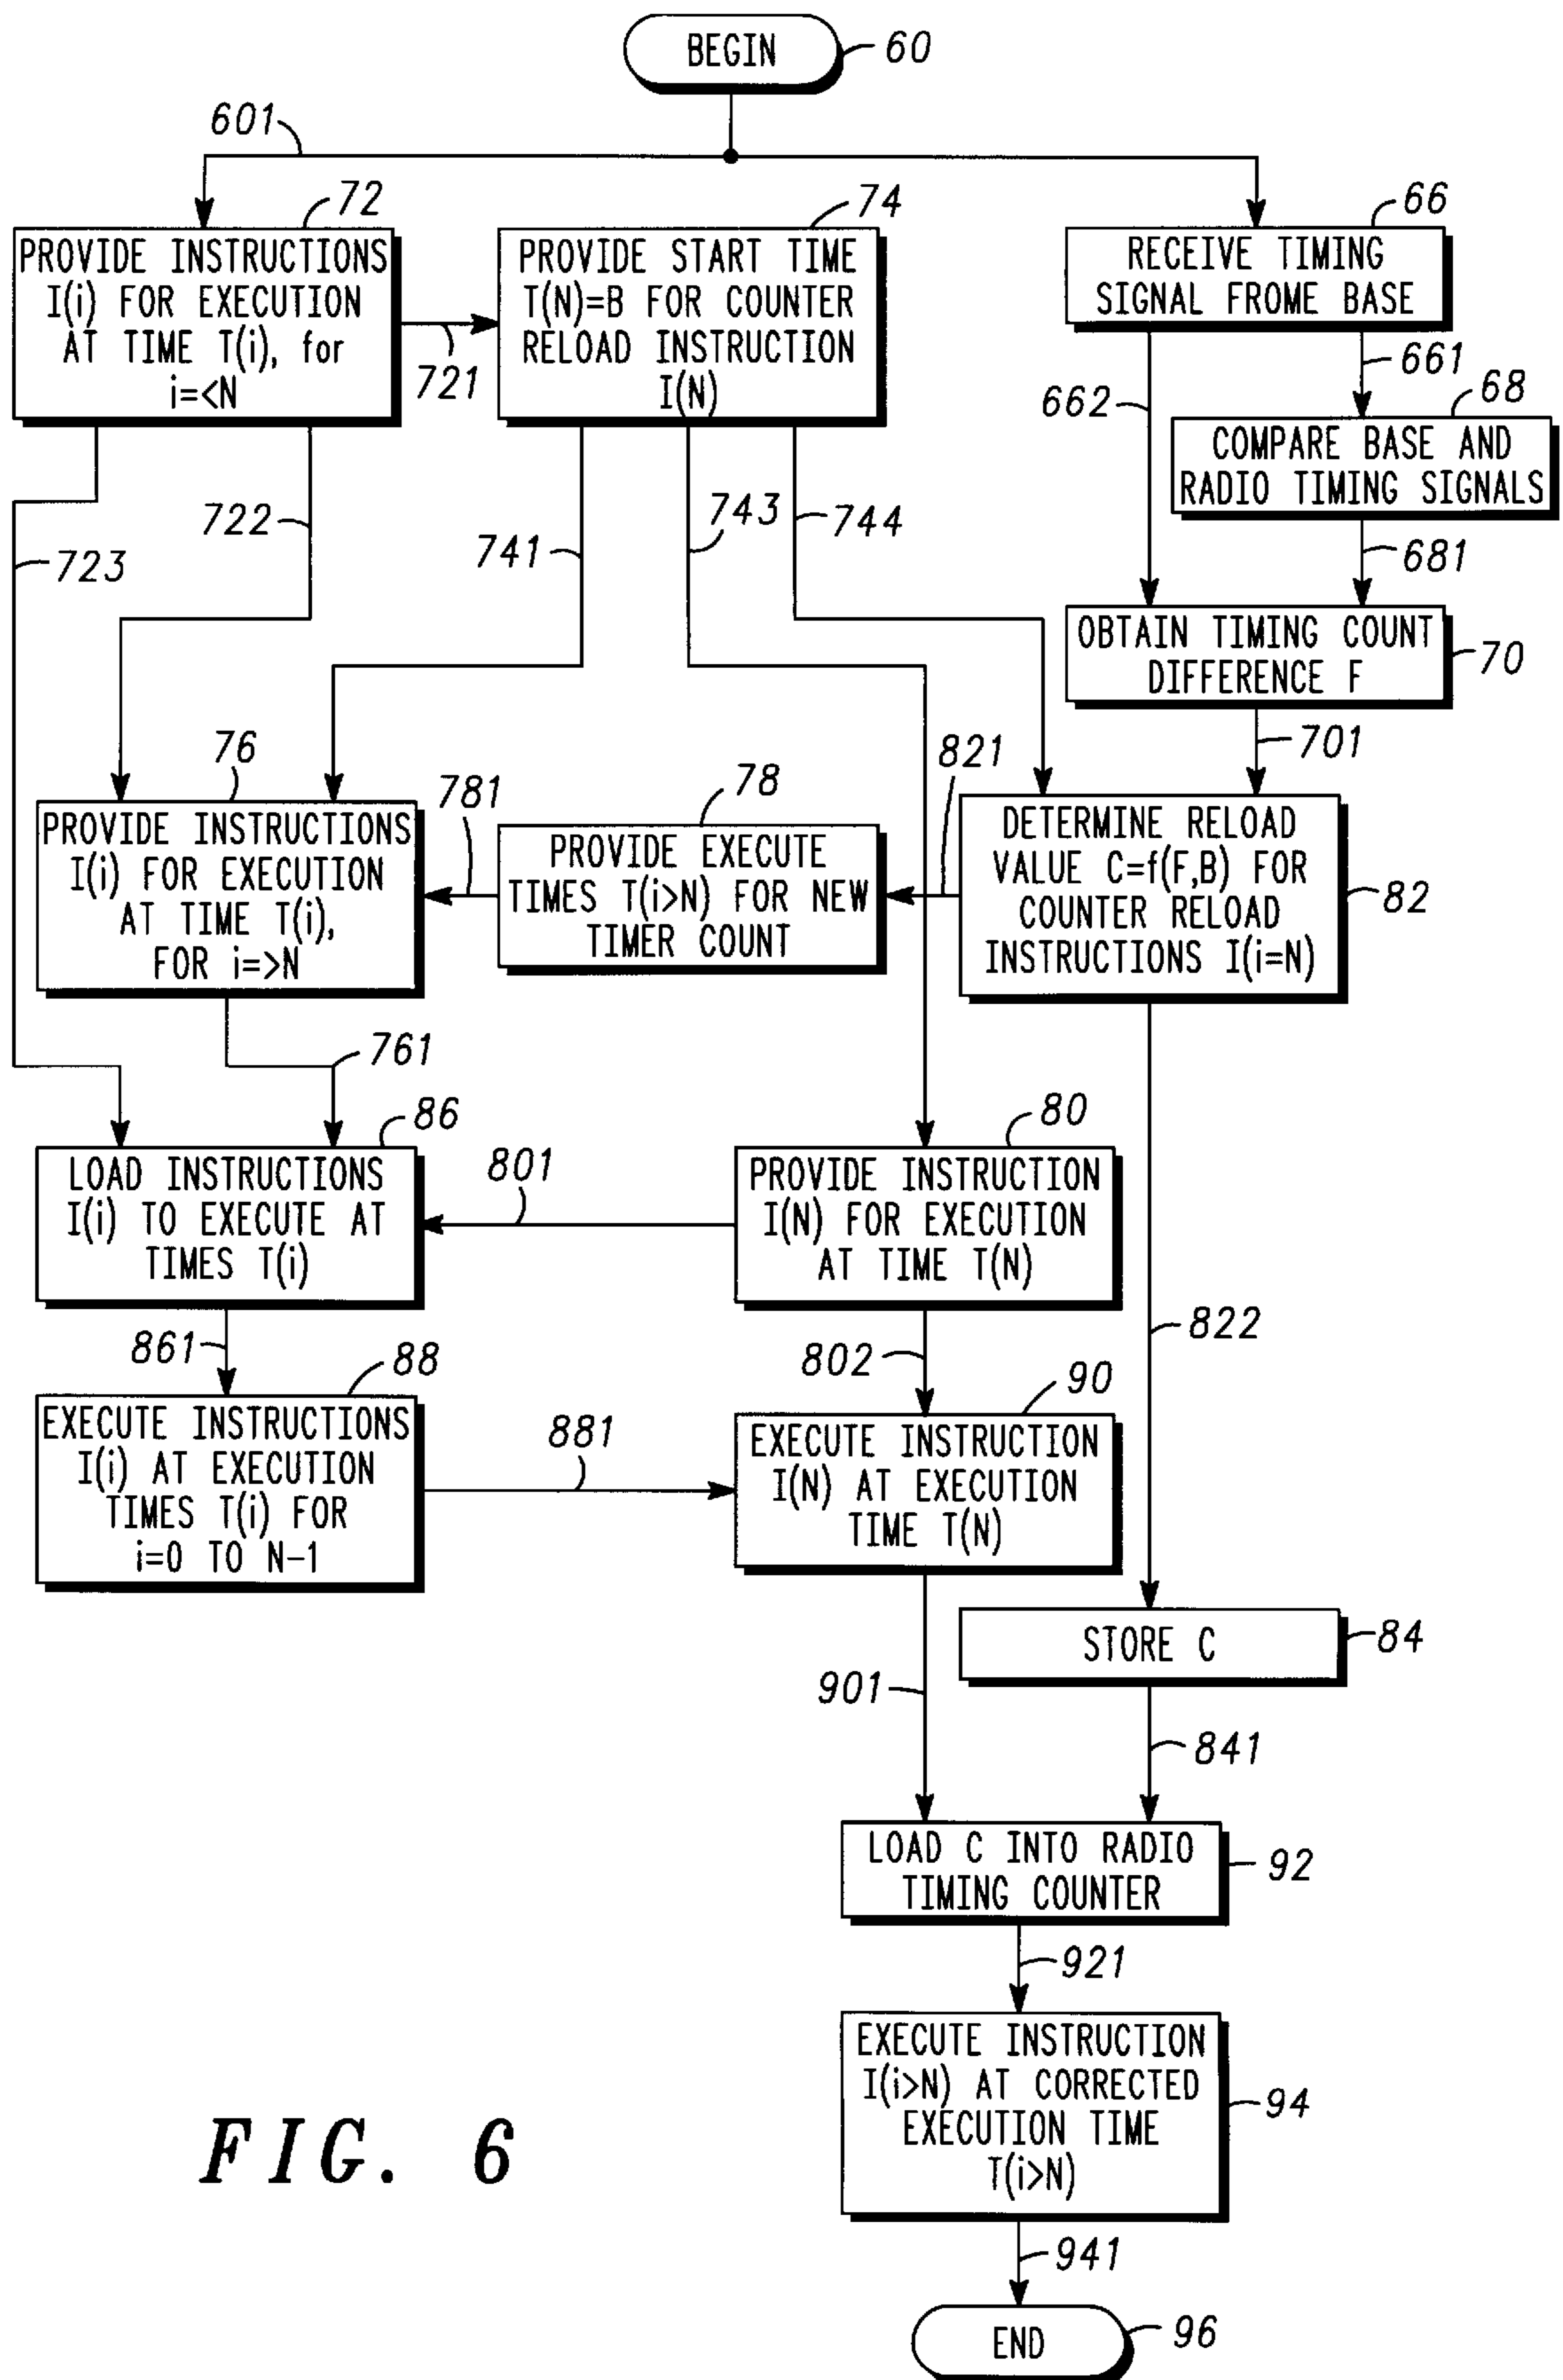 BEGIN
60
601
72
PROVIDE INSTRUCTIONS
I(i) FOR EXECUTION
AT TIME T(i), for
i=<N
721
74
PROVIDE START TIME
T(N)=B FOR COUNTER
RELOAD INSTRUCTION
I(N)
66
RECEIVE TIMING
SIGNAL FROME BASE
662
661
68
COMPARE BASE AND
RADIO TIMING SIGNALS
681
723
722
741
743
744
OBTAIN TIMING COUNT
DIFFERENCE F
70
701
76
PROVIDE INSTRUCTIONS
I(i) FOR EXECUTION
AT TIME T(i),
FOR i=>N
781
78
PROVIDE EXECUTE
TIMES T(i>N) FOR NEW
TIMER COUNT
821
DETERMINE RELOAD
VALUE C=f(F,B) FOR
COUNTER RELOAD
INSTRUCTIONS I(i=N)
82
761
86
LOAD INSTRUCTIONS
I(i) TO EXECUTE AT
TIMES T(i)
801
80
PROVIDE INSTRUCTION
I(N) FOR EXECUTION
AT TIME T(N)
822
861
88
EXECUTE INSTRUCTIONS
I(i) AT EXECUTION
TIMES T(i) FOR
i=0 TO N-1
881
802
90
EXECUTE INSTRUCTION
I(N) AT EXECUTION
TIME T(N)
STORE C
84
901
841
LOAD C INTO RADIO
TIMING COUNTER
92
921
EXECUTE INSTRUCTION
I(i>N) AT CORRECTED
EXECUTION TIME
T(i>N)
94
941
END
96
FIG. 6